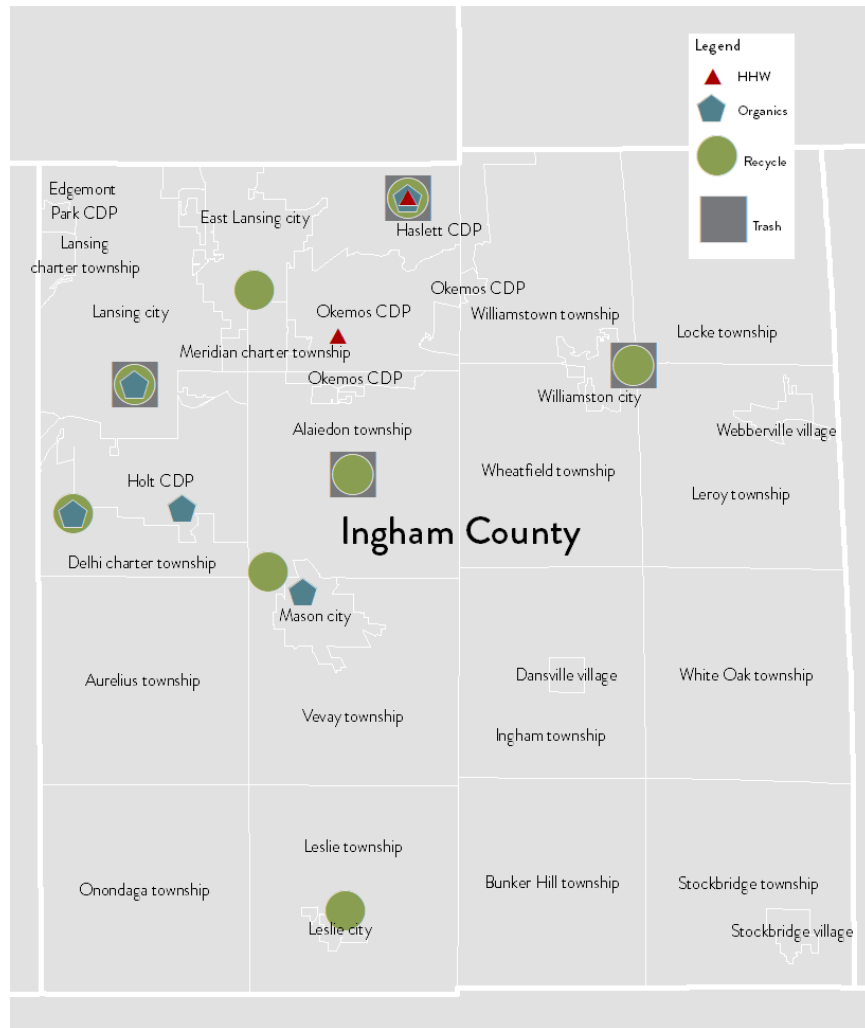 Legend
HHW
Organics
Recycle
Trash
Edgemont
Park CDP
East Lansing city
Haslett CDP
Lansing
charter township
Okemos CDP
Lansing city
Okemos CDP
Williamstown township
Locke township
Meridian charter township
Okemos CDP
Williamston city
Alaiedon township
Webberville village
Holt CDP
Wheatfield township
Leroy township
Ingham County
Delhi charter township
Mason city
Aurelius township
Dansville village
White Oak township
Vevay township
Ingham township
Leslie township
Onondaga township
Bunker Hill township
Stockbridge township
Leslie city
Stockbridge village